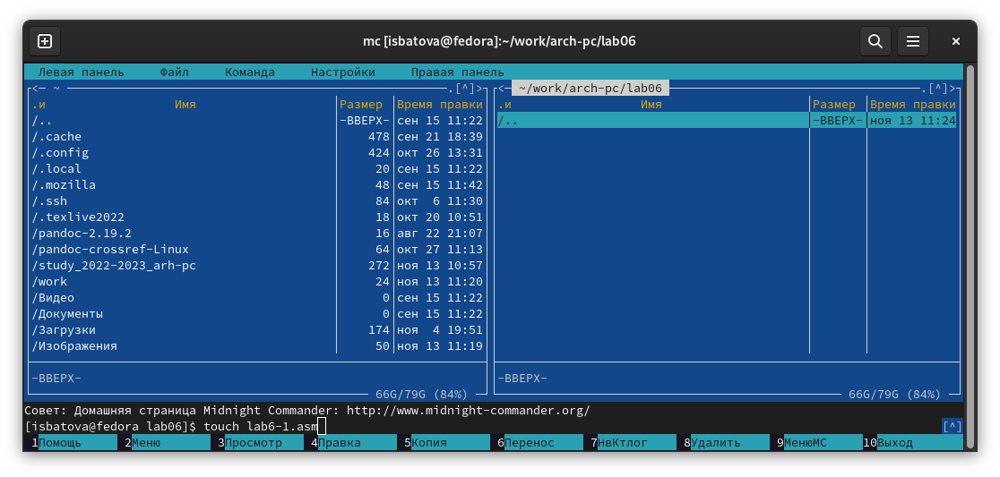 mc [isbatova@fedora]:~/work/arch-pc/lab06
Левая панель Файл Команда Настройки Правая панель
<─ ~ .[^]> <─ ~/work/arch-pc/lab06 .[^]>
.и Имя Размер Время правки .и Имя Размер Время правки
/.. -ВВЕРХ- сен 15 11:22 /.. -ВВЕРХ- ноя 13 11:24
/.cache 478 сен 21 18:39
/.config 424 окт 26 13:31
/.local 20 сен 15 11:22
/.mozilla 48 сен 15 11:42
/.ssh 84 окт 6 11:30
/.texlive2022 18 окт 20 10:51
/pandoc-2.19.2 16 авг 22 21:07
/pandoc-crossref-Linux 64 окт 27 11:13
/study_2022-2023_arh-pc 272 ноя 13 10:57
/work 24 ноя 13 11:20
/Видео 0 сен 15 11:22
/Документы 0 сен 15 11:22
/Загрузки 174 ноя 4 19:51
/Изображения 50 ноя 13 11:19
-ВВЕРХ- -ВВЕРХ-
66G/79G (84%) 66G/79G (84%)
Совет: Домашняя страница Midnight Commander: http://www.midnight-commander.org/
[isbatova@fedora lab06]$ touch lab6-1.asm [^]
1Помощь 2Меню 3Просмотр 4Правка 5Копия 6Перенос 7НвКтлог 8Удалить 9МенюМС 10Выход